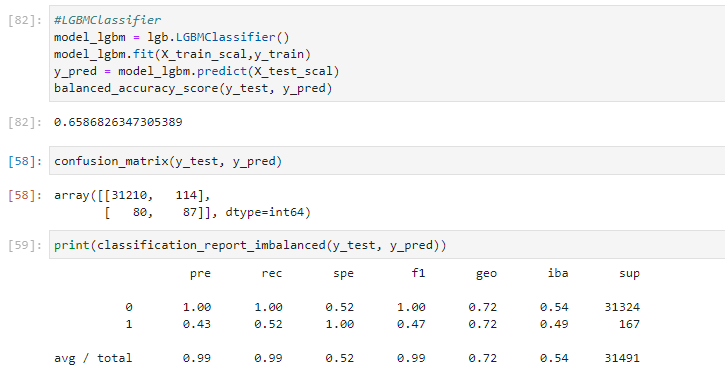 [82]: #LGBMClassifier
model_lgbm = lgb.LGBMClassifier()
model_lgbm.fit(X_train_scal,y_train)
y_pred = model_lgbm.predict(X_test_scal)
balanced_accuracy_score(y_test, y_pred)
[82]: 0.6586826347305389
[58]: confusion_matrix(y_test, y_pred)
[58]: array([[31210, 114],
[ 80, 87]], dtype=int64)
[59]: print(classification_report_imbalanced(y_test, y_pred))
pre rec spe f1 geo iba sup
0 1.00 1.00 0.52 1.00 0.72 0.54 31324
1 0.43 0.52 1.00 0.47 0.72 0.49 167
avg / total 0.99 0.99 0.52 0.99 0.72 0.54 31491